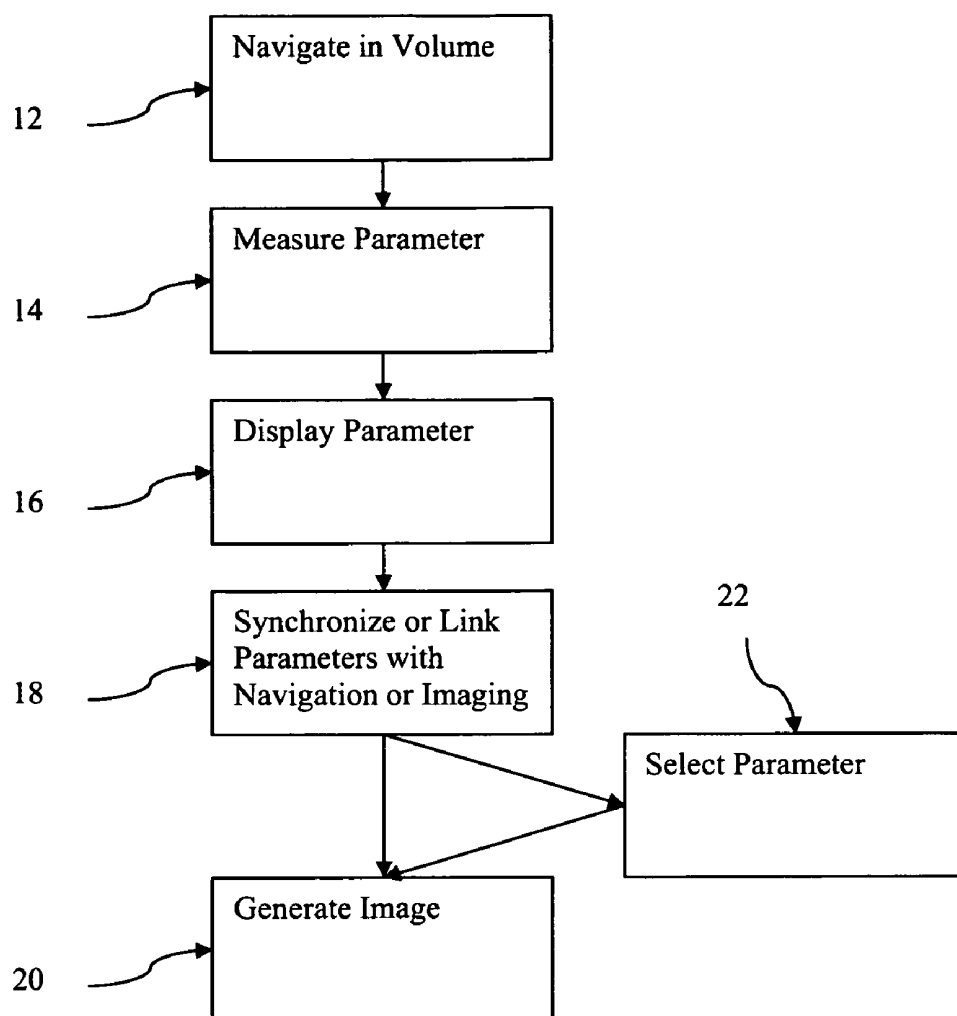 Navigate in Volume
12
Measure Parameter
14
Display Parameter
16
Synchronize or Link
Parameters with
Navigation or Imaging
18
22
Select Parameter
Generate Image
20